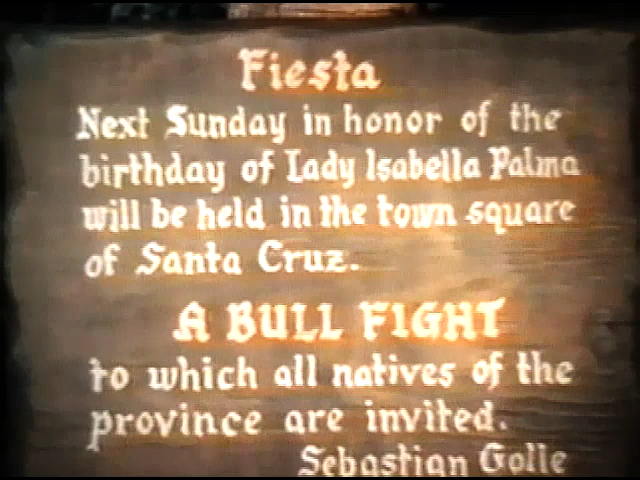 Fiesta
Next Sunday in honor of the
birthday of Lady Isabella Palma
will be held in the town square
of Santa Cruz.
A BULL FIGHT
to which all natives of the
province are invited.
Sebastian Golle